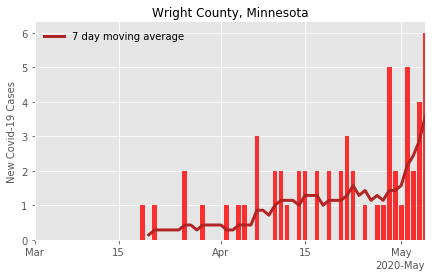 Wright County, Minnesota
7 day moving average
New Covid-19 Cases
6
5
4
3
2
1
0
Mar
15
Apr
15
May
2020-May